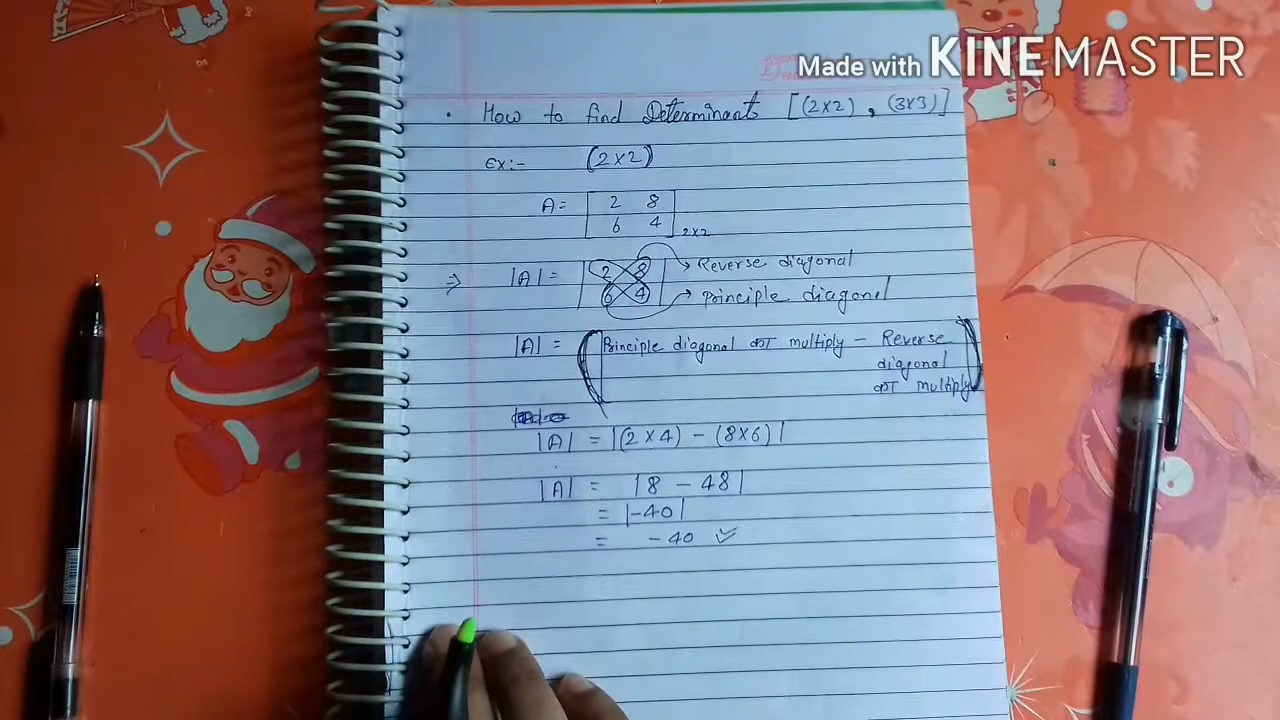 Made with KINEMASTER
· How to find Determinants [(2×2) , (3×3)]
Ex:- (2×2)
A = [2 8
6 4] 2×2
⇒ |A| = |2 8| → Reverse diagonal
|6 4| → Principle diagonal
|A| = (Principle diagonal का multiply – Reverse
diagonal
का multiply)
|A| = |(2×4) – (8×6)|
|A| = |8 – 48|
= |-40|
= -40